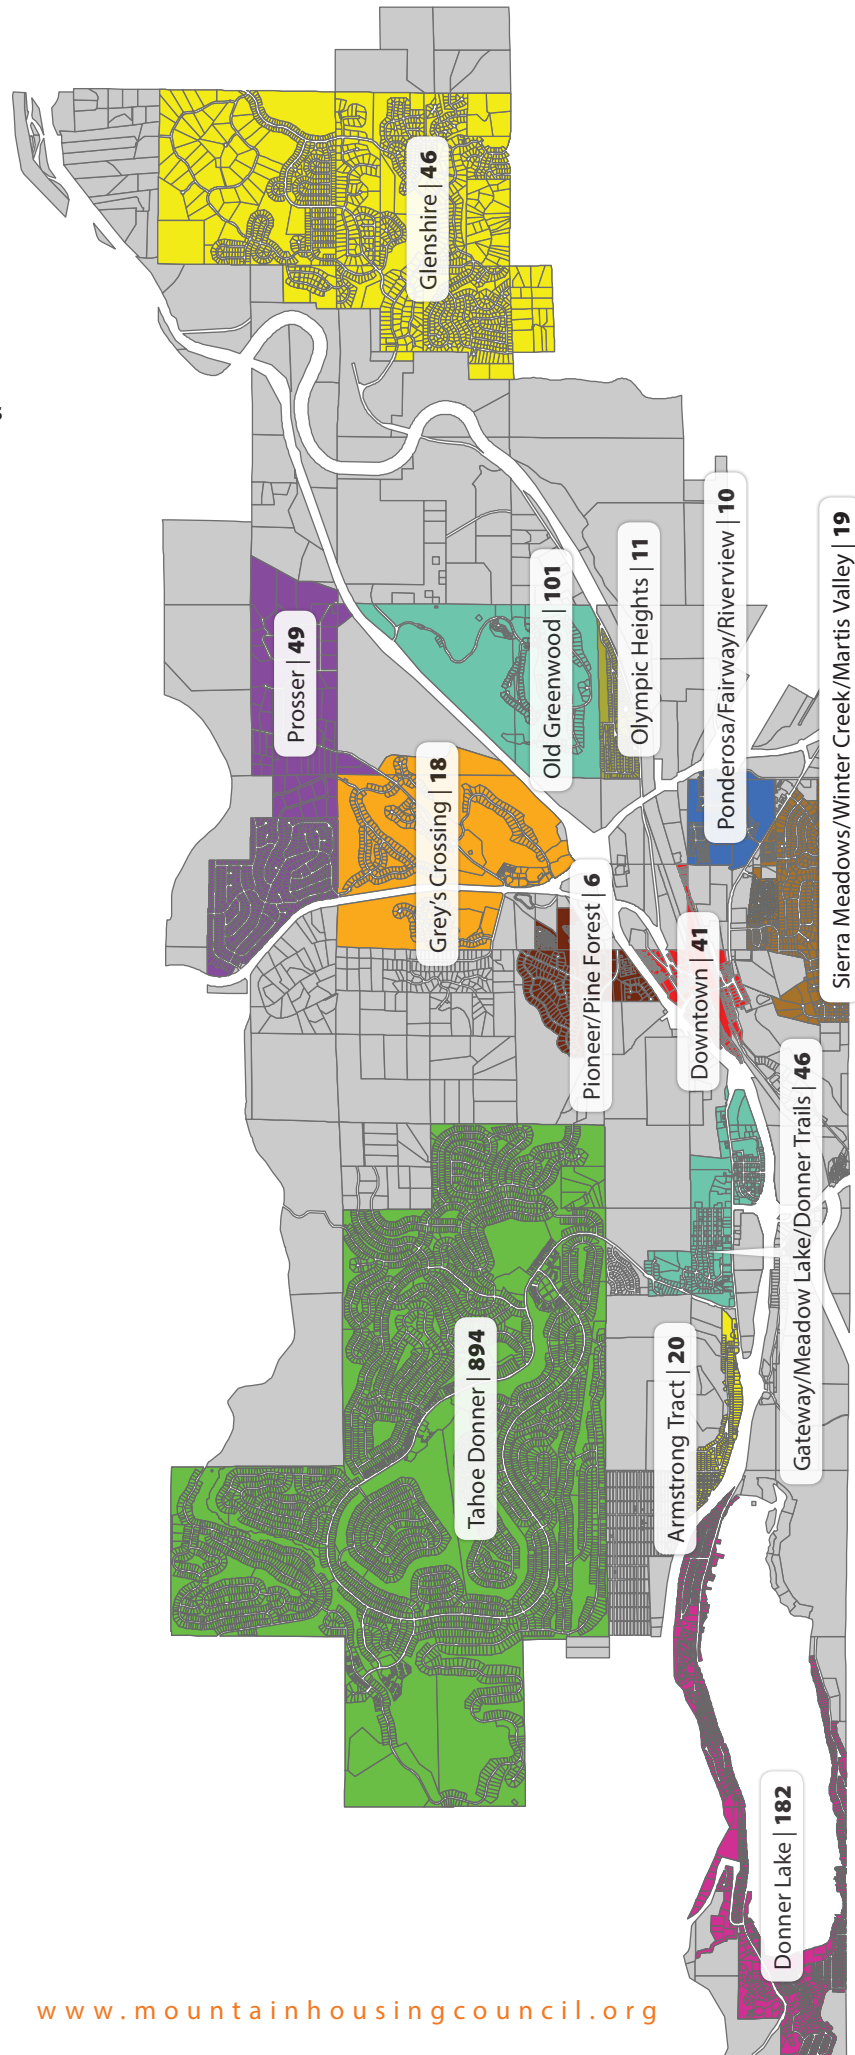 Glenshire | 46
Prosser | 49
Grey's Crossing | 18
Old Greenwood | 101
Olympic Heights | 11
Ponderosa/Fairway/Riverview | 10
Sierra Meadows/Winter Creek/Martis Valley | 19
Pioneer/Pine Forest | 6
Downtown | 41
Gateway/Meadow Lake/Donner Trails | 46
Tahoe Donner | 894
Armstrong Tract | 20
Donner Lake | 182
www.mountainhousingcouncil.org